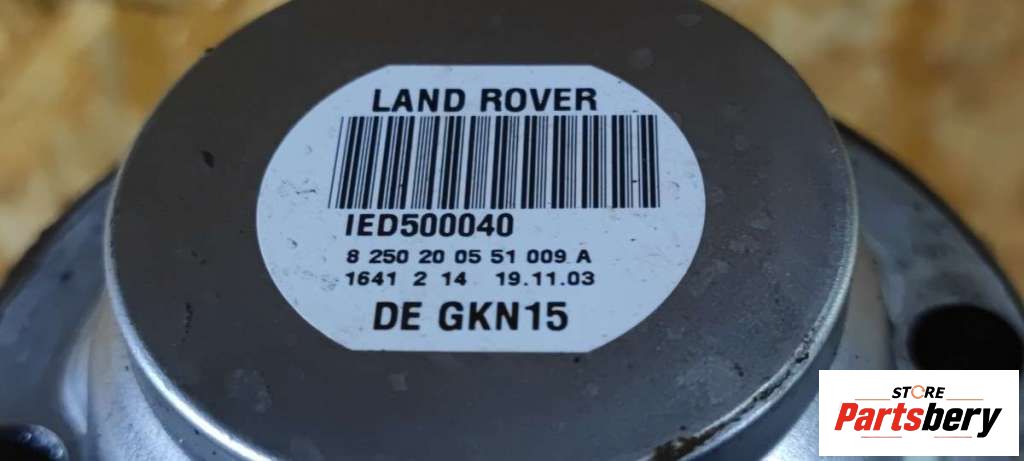 LAND ROVER
IED500040
8 250 20 05 51 009 A
1641 2 14 19.11.03
DE GKN15
STORE
Partsbery